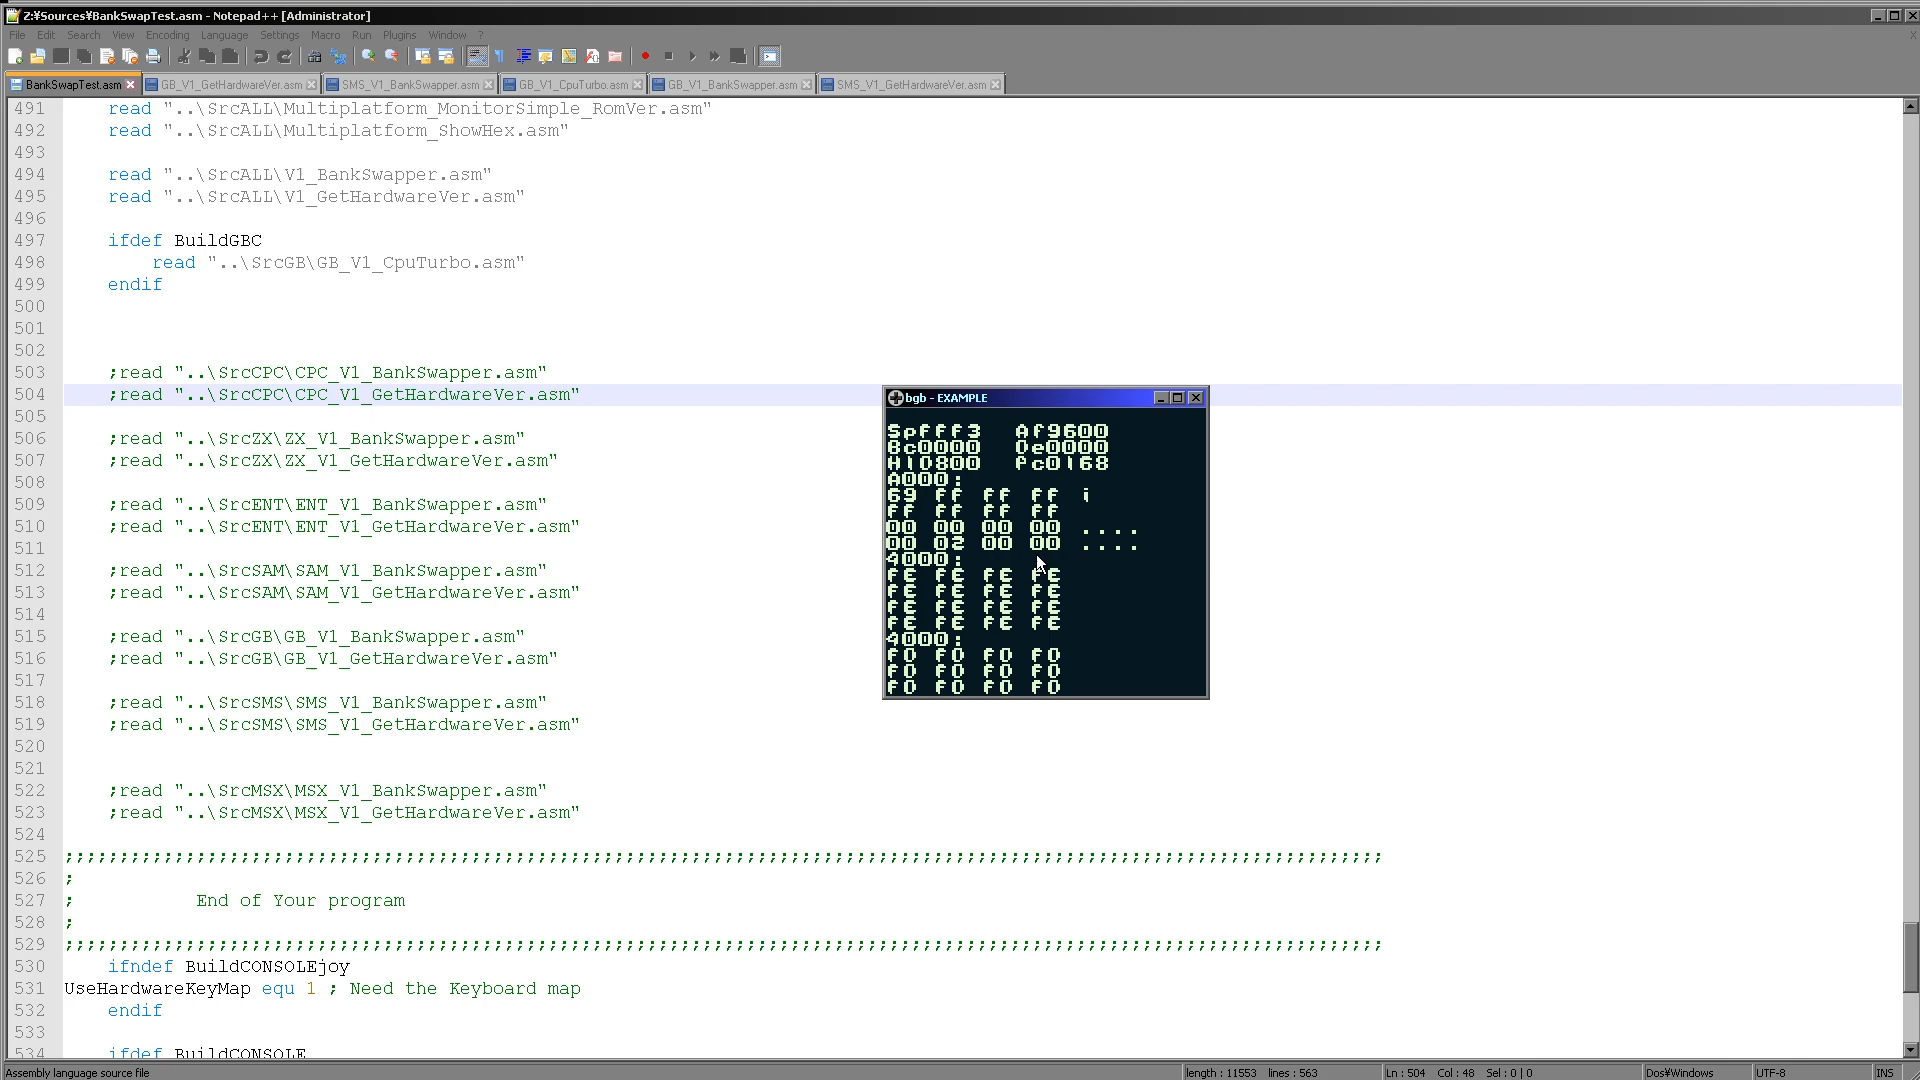 Z:¥Sources¥BankSwapTest.asm - Notepad++ [Administrator]
File Edit Search View Encoding Language Settings Macro Run Plugins Window ? X
BankSwapTest.asm GB_V1_GetHardwareVer.asm SMS_V1_BankSwapper.asm GB_V1_CpuTurbo.asm GB_V1_BankSwapper.asm SMS_V1_GetHardwareVer.asm
491 read "..\SrcALL\Multiplatform_MonitorSimple_RomVer.asm"
492 read "..\SrcALL\Multiplatform_ShowHex.asm"
493
494 read "..\SrcALL\V1_BankSwapper.asm"
495 read "..\SrcALL\V1_GetHardwareVer.asm"
496
497 ifdef BuildGBC
498 read "..\SrcGB\GB_V1_CpuTurbo.asm"
499 endif
500
501
502
503 ;read "..\SrcCPC\CPC_V1_BankSwapper.asm"
504 ;read "..\SrcCPC\CPC_V1_GetHardwareVer.asm"
505
506 ;read "..\SrcZX\ZX_V1_BankSwapper.asm"
507 ;read "..\SrcZX\ZX_V1_GetHardwareVer.asm"
508
509 ;read "..\SrcENT\ENT_V1_BankSwapper.asm"
510 ;read "..\SrcENT\ENT_V1_GetHardwareVer.asm"
511
512 ;read "..\SrcSAM\SAM_V1_BankSwapper.asm"
513 ;read "..\SrcSAM\SAM_V1_GetHardwareVer.asm"
514
515 ;read "..\SrcGB\GB_V1_BankSwapper.asm"
516 ;read "..\SrcGB\GB_V1_GetHardwareVer.asm"
517
518 ;read "..\SrcSMS\SMS_V1_BankSwapper.asm"
519 ;read "..\SrcSMS\SMS_V1_GetHardwareVer.asm"
520
521
522 ;read "..\SrcMSX\MSX_V1_BankSwapper.asm"
523 ;read "..\SrcMSX\MSX_V1_GetHardwareVer.asm"
524
525 ;;;;;;;;;;;;;;;;;;;;;;;;;;;;;;;;;;;;;;;;;;;;;;;;;;;;;;;;;;;;;;;;;;;;;;;;;;;;;;;;;;;;;;;;;;;;;;;;;;;;;;;;;;;;;;;;;;;;;;;;
526 ;
527 ; End of Your program
528 ;
529 ;;;;;;;;;;;;;;;;;;;;;;;;;;;;;;;;;;;;;;;;;;;;;;;;;;;;;;;;;;;;;;;;;;;;;;;;;;;;;;;;;;;;;;;;;;;;;;;;;;;;;;;;;;;;;;;;;;;;;;;;
530 ifndef BuildCONSOLEjoy
531 UseHardwareKeyMap equ 1 ; Need the Keyboard map
532 endif
533
534 ifdef BuildCONSOLE
bgb - EXAMPLE
Spfff3 Af9600
Bc0000 De0000
Hl0800 Pc0168
A000:
69 FF FF FF i
FF FF FF FF
00 00 00 00 ....
00 02 00 00 ....
4000:
FE FE FE FE
FE FE FE FE
FE FE FE FE
FE FE FE FE
4000:
F0 F0 F0 F0
F0 F0 F0 F0
F0 F0 F0 F0
Assembly language source file length : 11553 lines : 563 Ln : 504 Col : 48 Sel : 0 | 0 Dos¥Windows UTF-8 INS